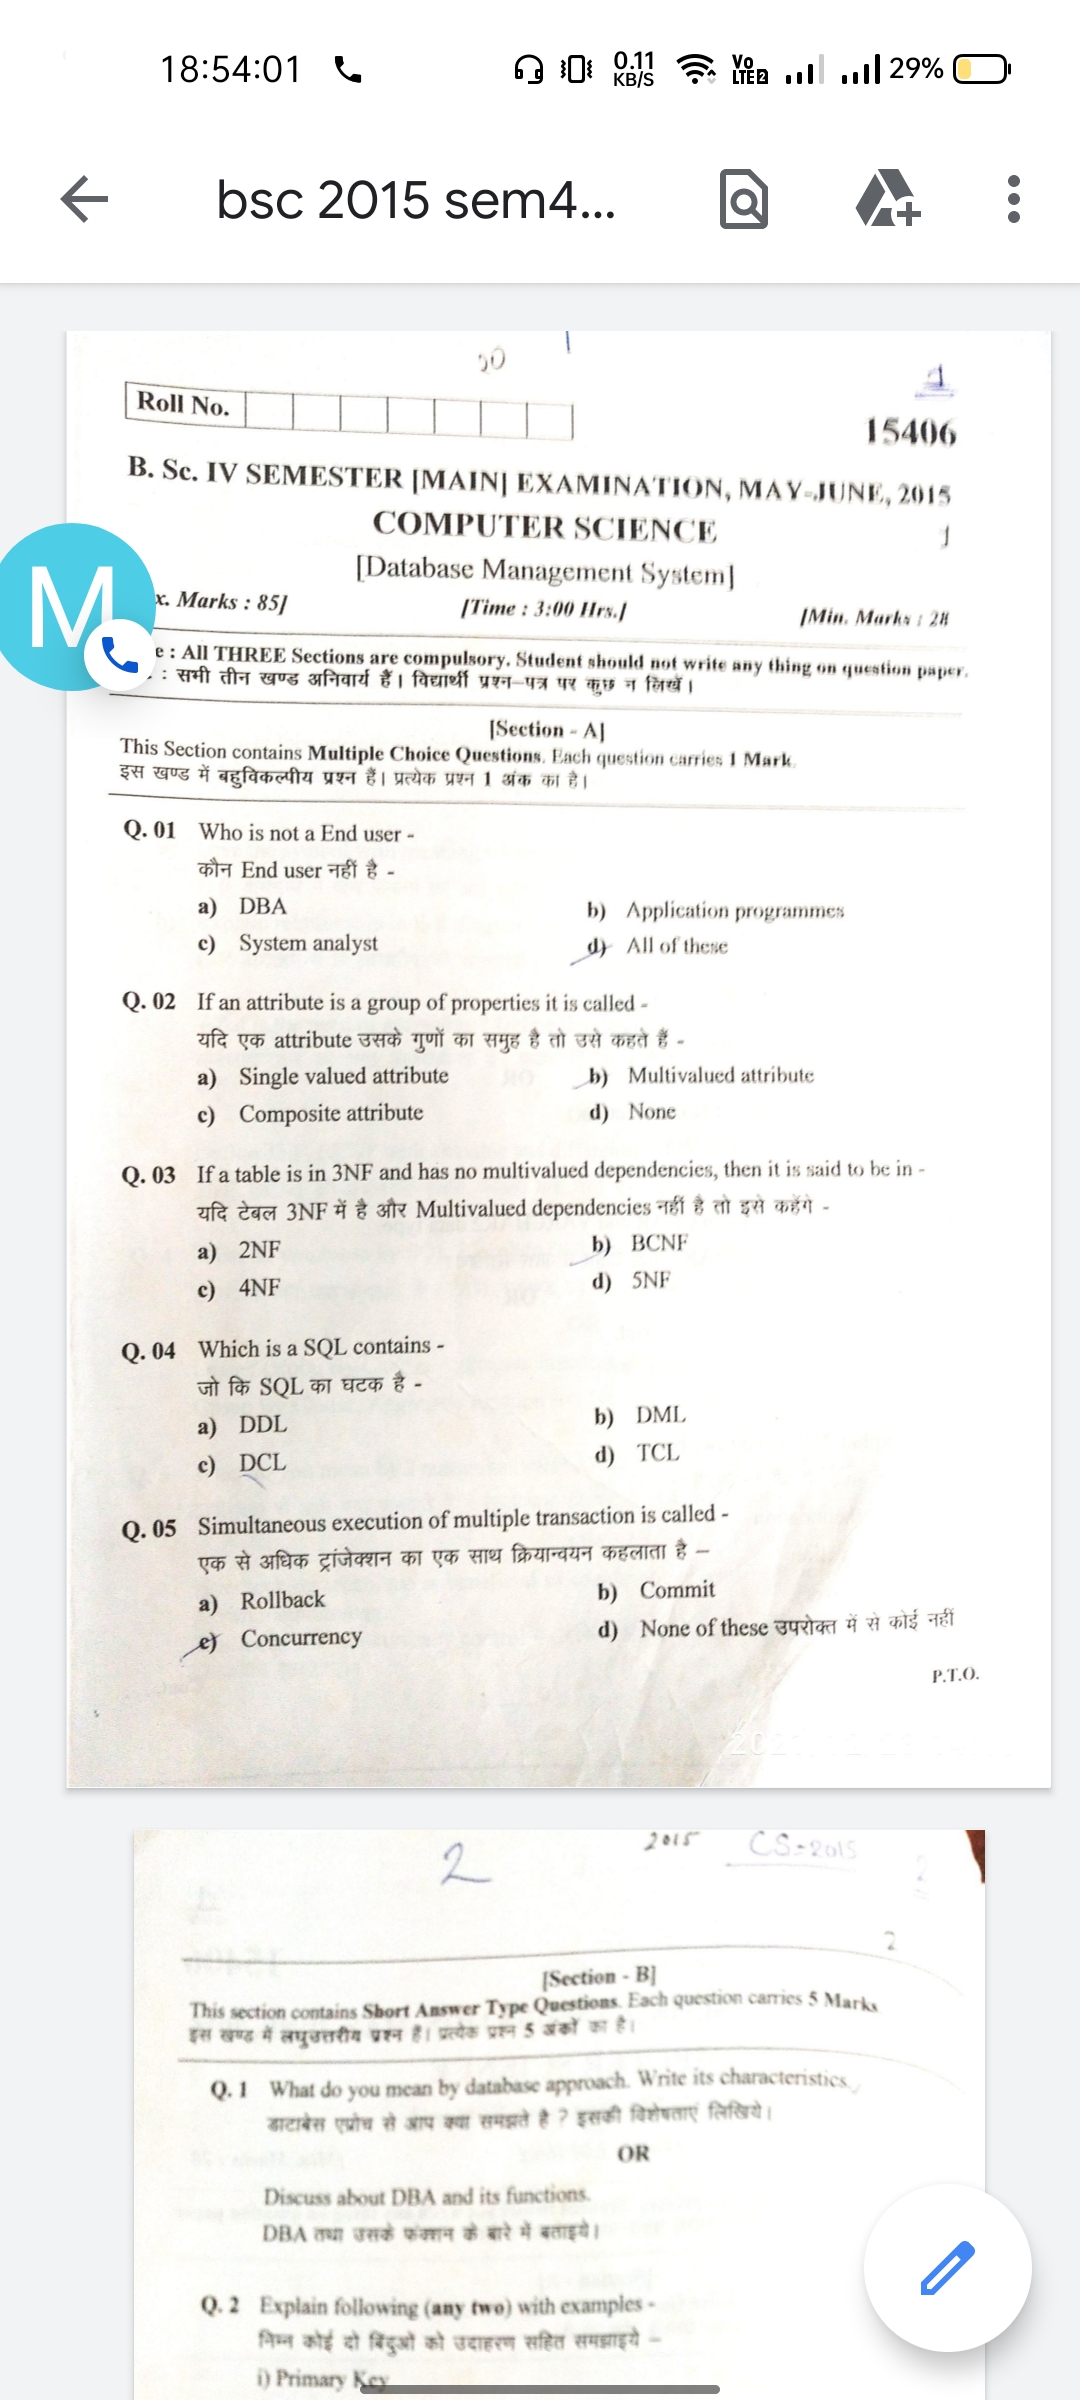 18:54:01
0.11
KB/S
Vo
LTE2
29%
bsc 2015 sem4...
20
1
Roll No.
15406
B. Sc. IV SEMESTER [MAIN] EXAMINATION, MAY-JUNE, 2015
COMPUTER SCIENCE
[Database Management System]
M
x. Marks : 85]
[Time : 3:00 Hrs.]
[Min. Marks : 28
e : All THREE Sections are compulsory. Student should not write any thing on question paper.
: सभी तीन खण्ड अनिवार्य हैं। विद्यार्थी प्रश्न-पत्र पर कुछ न लिखें।
[Section - A]
This Section contains Multiple Choice Questions. Each question carries 1 Mark.
इस खण्ड में बहुविकल्पीय प्रश्न हैं। प्रत्येक प्रश्न 1 अंक का है।
Q. 01 Who is not a End user -
कौन End user नहीं है -
a) DBA b) Application programmes
c) System analyst d) All of these
Q. 02 If an attribute is a group of properties it is called -
यदि एक attribute उसके गुणों का समुह है तो उसे कहते हैं -
a) Single valued attribute b) Multivalued attribute
c) Composite attribute d) None
Q. 03 If a table is in 3NF and has no multivalued dependencies, then it is said to be in -
यदि टेबल 3NF में है और Multivalued dependencies नहीं है तो इसे कहेंगे -
a) 2NF b) BCNF
c) 4NF d) 5NF
Q. 04 Which is a SQL contains -
जो कि SQL का घटक है -
a) DDL b) DML
c) DCL d) TCL
Q. 05 Simultaneous execution of multiple transaction is called -
एक से अधिक ट्रांजेक्शन का एक साथ क्रियान्वयन कहलाता है –
a) Rollback b) Commit
c) Concurrency d) None of these उपरोक्त में से कोई नहीं
P.T.O.
2 2015 CS-2015
2
[Section - B]
This section contains Short Answer Type Questions. Each question carries 5 Marks
इस खण्ड में लघुउत्तरीय प्रश्न हैं। प्रत्येक प्रश्न 5 अंकों का है।
Q. 1 What do you mean by database approach. Write its characteristics.
डाटाबेस एप्रोच से आप क्या समझते है ? इसकी विशेषताएं लिखिये।
OR
Discuss about DBA and its functions.
DBA तथा उसके फंक्शन के बारे में बताइये।
Q. 2 Explain following (any two) with examples -
निम्न कोई दो बिंदुओं को उदाहरण सहित समझाइये –
i) Primary Key